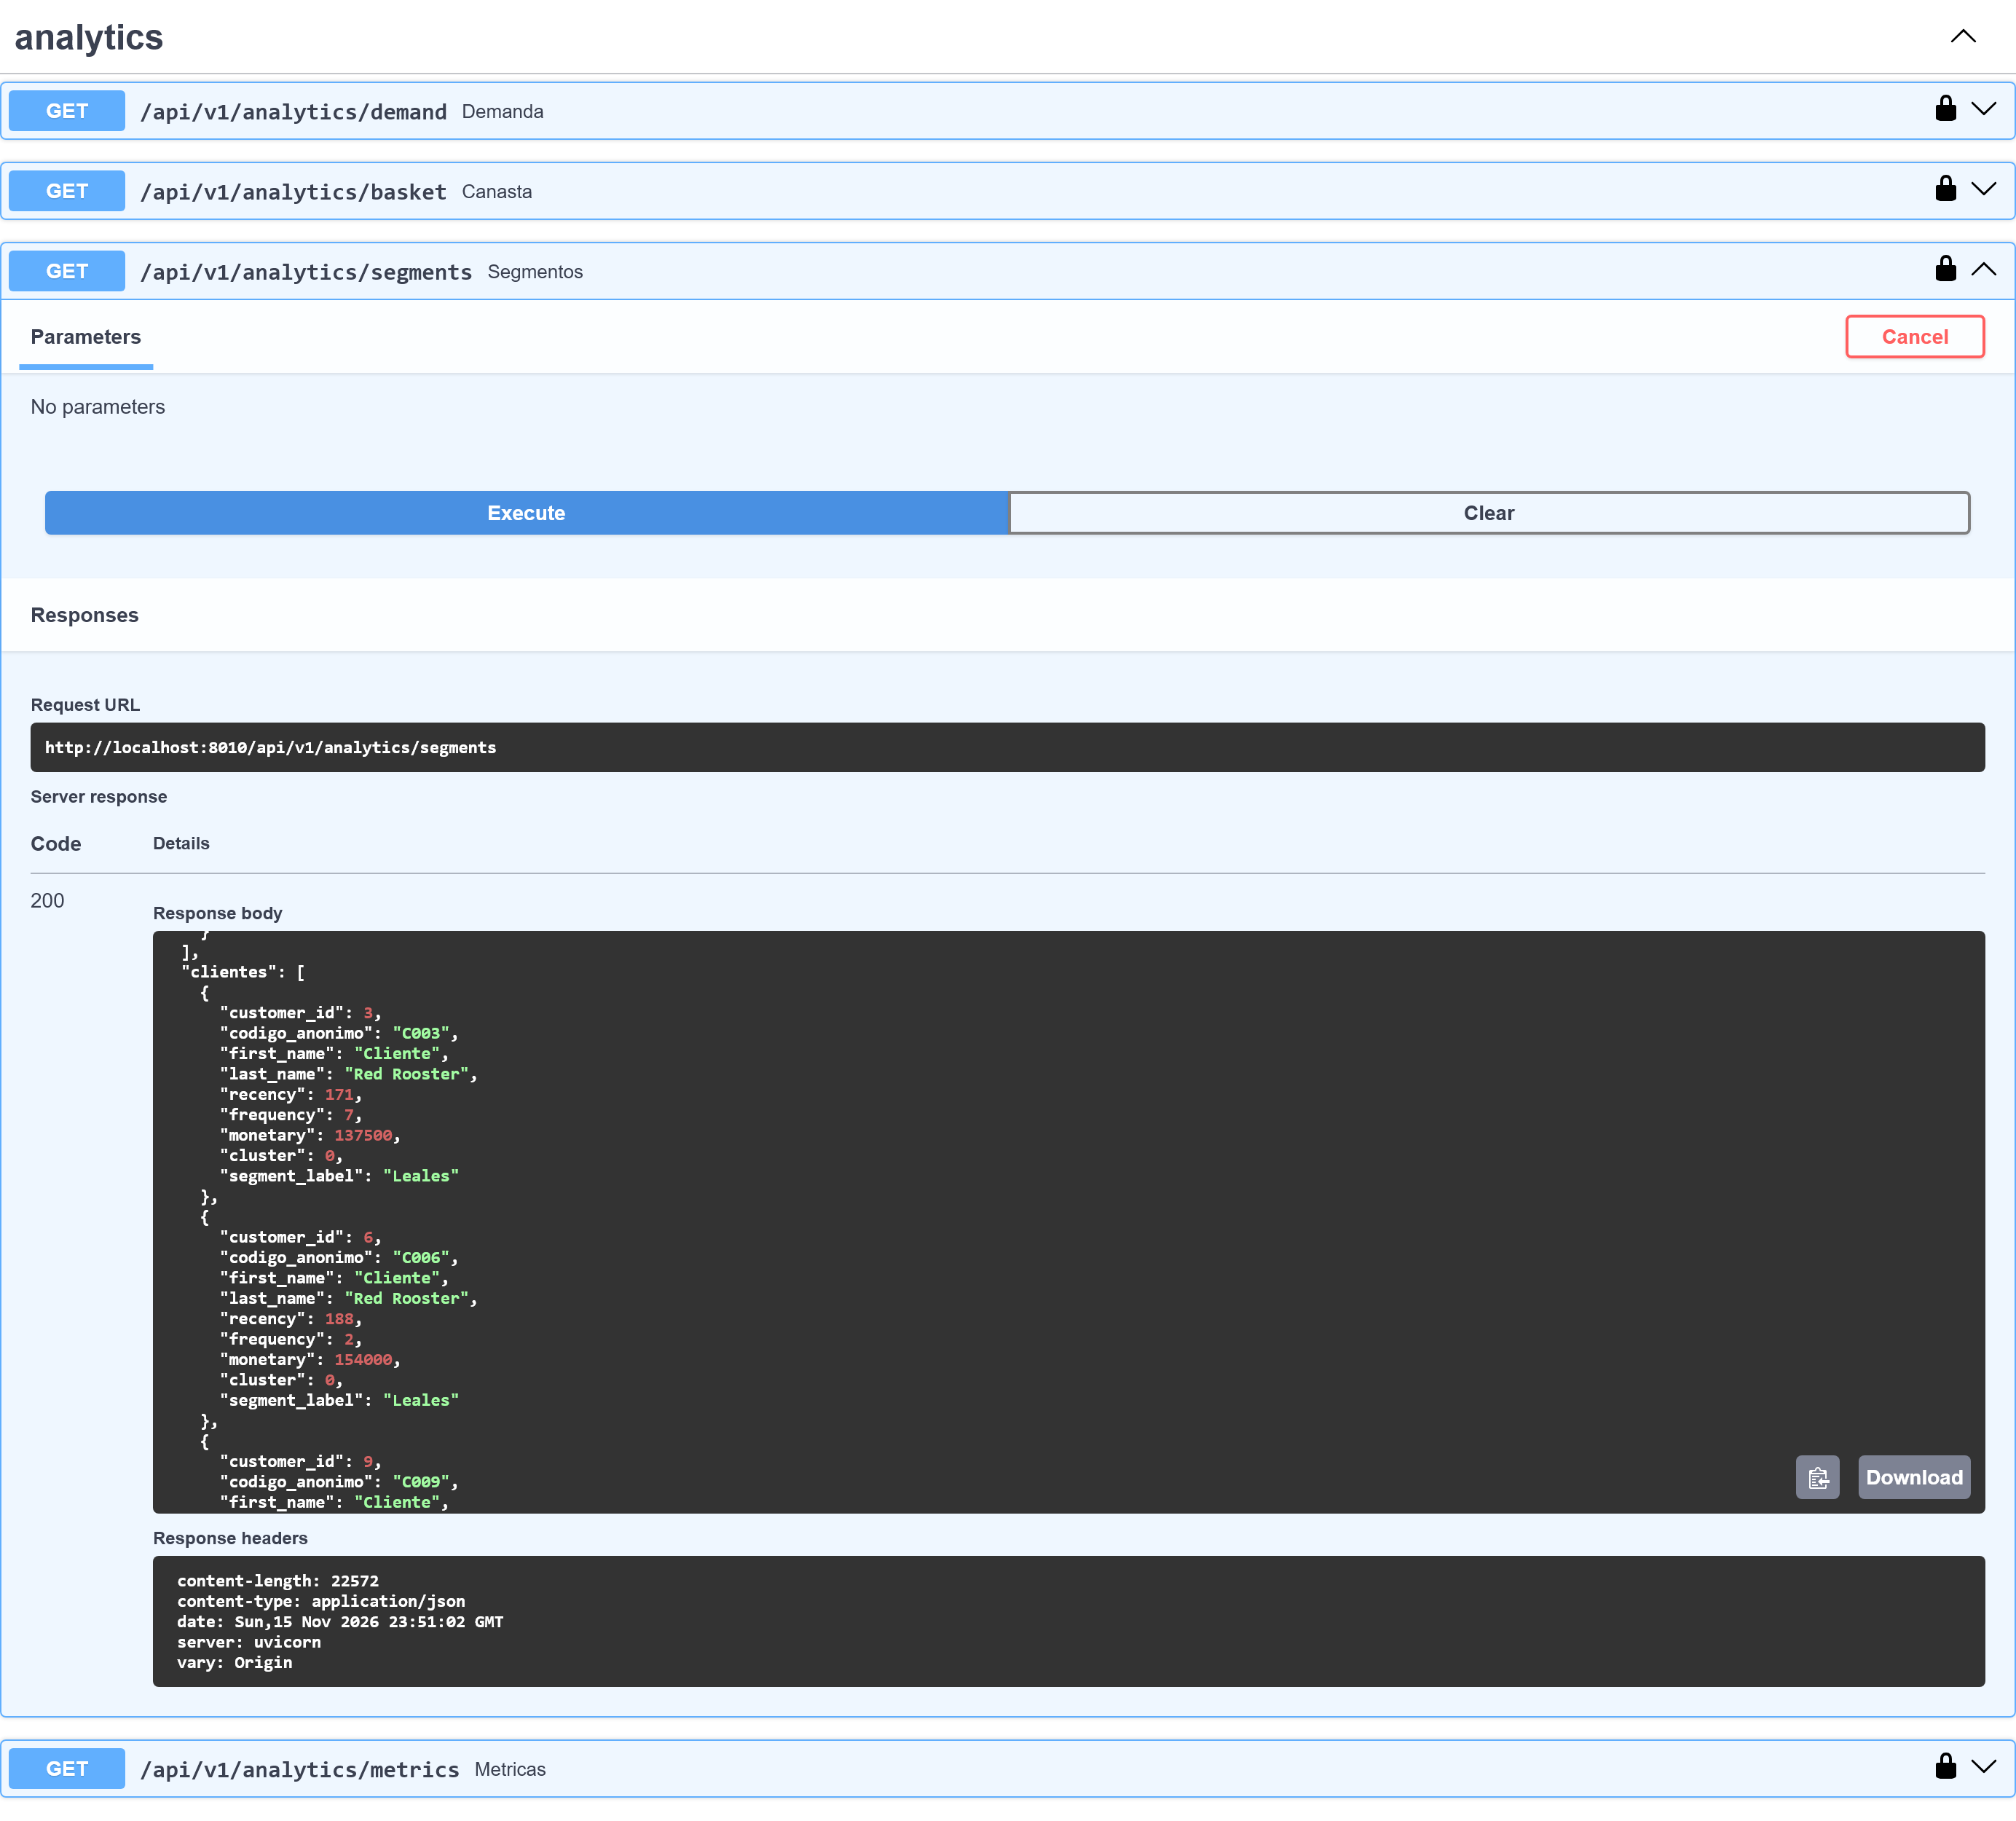 analytics
GET /api/v1/analytics/demand Demanda
GET /api/v1/analytics/basket Canasta
GET /api/v1/analytics/segments Segmentos
Parameters
Cancel
No parameters
Execute
Clear
Responses
Request URL
http://localhost:8010/api/v1/analytics/segments
Server response
Code Details
200
Response body
}
],
"clientes": [
{
"customer_id": 3,
"codigo_anonimo": "C003",
"first_name": "Cliente",
"last_name": "Red Rooster",
"recency": 171,
"frequency": 7,
"monetary": 137500,
"cluster": 0,
"segment_label": "Leales"
},
{
"customer_id": 6,
"codigo_anonimo": "C006",
"first_name": "Cliente",
"last_name": "Red Rooster",
"recency": 188,
"frequency": 2,
"monetary": 154000,
"cluster": 0,
"segment_label": "Leales"
},
{
"customer_id": 9,
"codigo_anonimo": "C009",
"first_name": "Cliente",
Download
Response headers
content-length: 22572
content-type: application/json
date: Sun,15 Nov 2026 23:51:02 GMT
server: uvicorn
vary: Origin
GET /api/v1/analytics/metrics Metricas